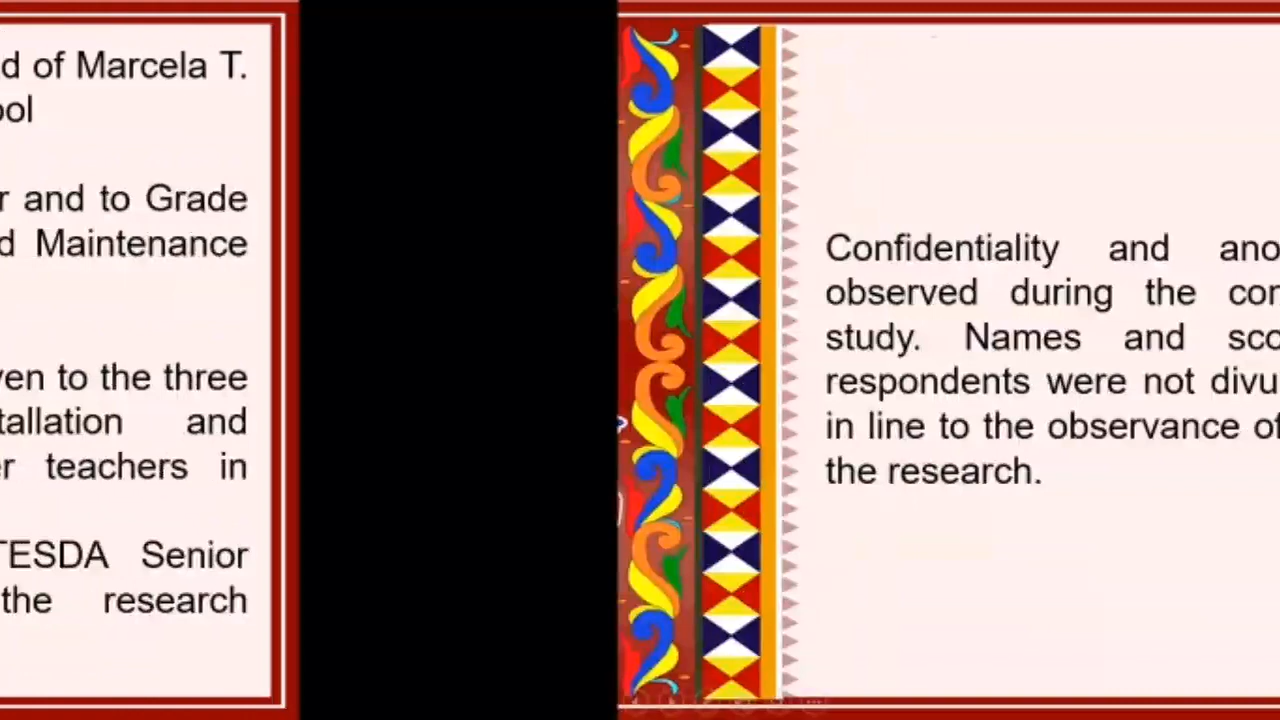 d of Marcela T.
ool
r and to Grade
d Maintenance
ven to the three
tallation and
er teachers in
TESDA Senior
the research
Confidentiality and ano
observed during the con
study. Names and sco
respondents were not divu
in line to the observance of
the research.